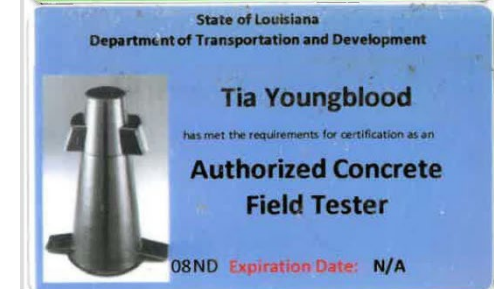 State of Louisiana
Department of Transportation and Development
Tia Youngblood
has met the requirements for certification as an
Authorized Concrete
Field Tester
08ND Expiration Date: N/A